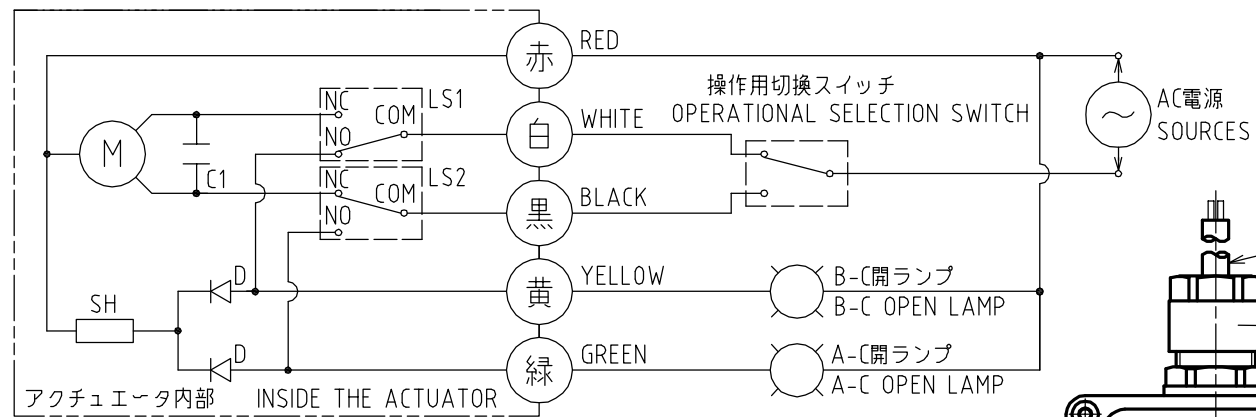 赤 RED
操作用切換スイッチ
OPERATIONAL SELECTION SWITCH
AC電源
SOURCES
NC LS1
COM
NO
白 WHITE
M
C1
NC LS2
COM
NO
黒 BLACK
D
黄 YELLOW
B-C開ランプ
B-C OPEN LAMP
SH
D
緑 GREEN
A-C開ランプ
A-C OPEN LAMP
アクチュエータ内部 INSIDE THE ACTUATOR